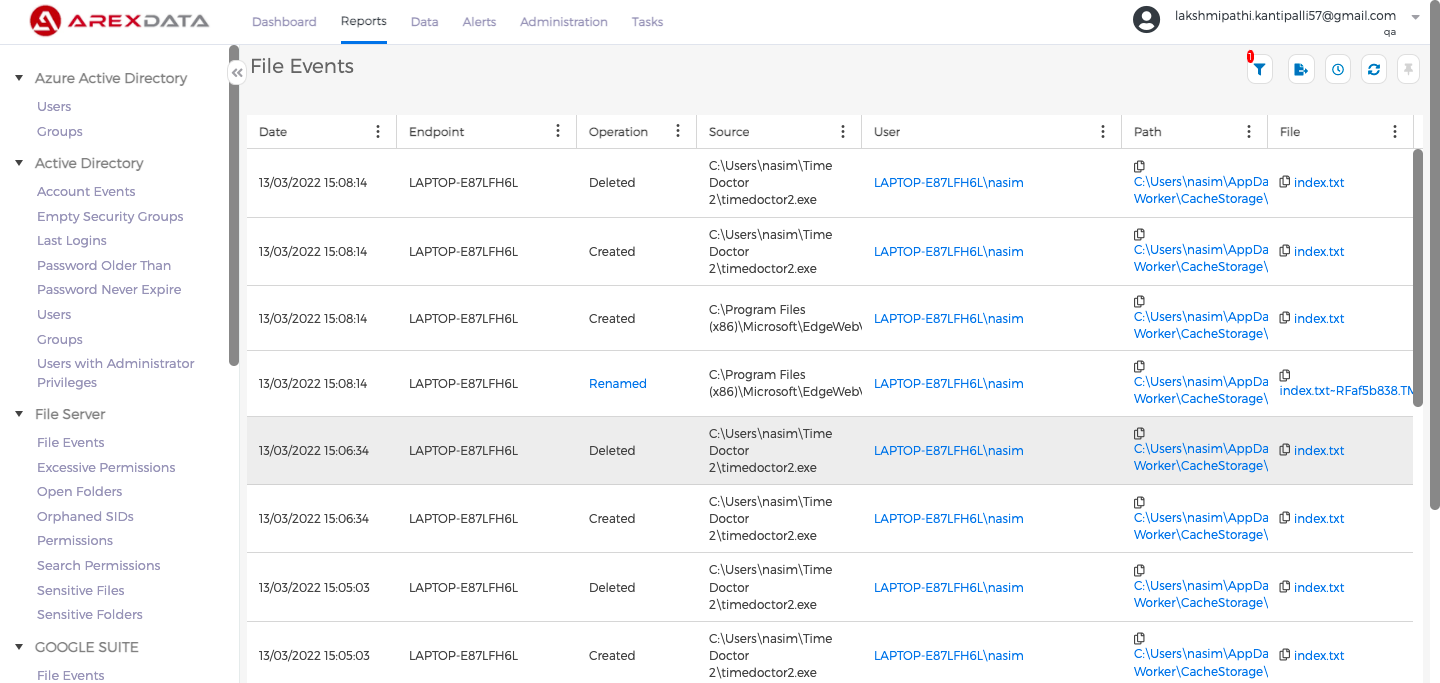 AREXDATA
Dashboard Reports Data Alerts Administration Tasks
lakshmipathi.kantipalli57@gmail.com
qa
Azure Active Directory
Users
Groups
Active Directory
Account Events
Empty Security Groups
Last Logins
Password Older Than
Password Never Expire
Users
Groups
Users with Administrator
Privileges
File Server
File Events
Excessive Permissions
Open Folders
Orphaned SIDs
Permissions
Search Permissions
Sensitive Files
Sensitive Folders
GOOGLE SUITE
File Events
File Events
1
Date Endpoint Operation Source User Path File
C:\Users\nasim\Time
Doctor
2\timedoctor2.exe
13/03/2022 15:08:14 LAPTOP-E87LFH6L Deleted LAPTOP-E87LFH6L\nasim
C:\Users\nasim\AppDa
Worker\CacheStorage\
index.txt
13/03/2022 15:08:14 LAPTOP-E87LFH6L Created
C:\Users\nasim\Time
Doctor
2\timedoctor2.exe
LAPTOP-E87LFH6L\nasim
C:\Users\nasim\AppDa
Worker\CacheStorage\
index.txt
13/03/2022 15:08:14 LAPTOP-E87LFH6L Created
C:\Program Files
(x86)\Microsoft\EdgeWeb
LAPTOP-E87LFH6L\nasim
C:\Users\nasim\AppDa
Worker\CacheStorage\
index.txt
13/03/2022 15:08:14 LAPTOP-E87LFH6L Renamed
C:\Program Files
(x86)\Microsoft\EdgeWeb
LAPTOP-E87LFH6L\nasim
C:\Users\nasim\AppDa
Worker\CacheStorage\
index.txt~RFaf5b838.TM
13/03/2022 15:06:34 LAPTOP-E87LFH6L Deleted
C:\Users\nasim\Time
Doctor
2\timedoctor2.exe
LAPTOP-E87LFH6L\nasim
C:\Users\nasim\AppDa
Worker\CacheStorage\
index.txt
13/03/2022 15:06:34 LAPTOP-E87LFH6L Created
C:\Users\nasim\Time
Doctor
2\timedoctor2.exe
LAPTOP-E87LFH6L\nasim
C:\Users\nasim\AppDa
Worker\CacheStorage\
index.txt
13/03/2022 15:05:03 LAPTOP-E87LFH6L Deleted
C:\Users\nasim\Time
Doctor
2\timedoctor2.exe
LAPTOP-E87LFH6L\nasim
C:\Users\nasim\AppDa
Worker\CacheStorage\
index.txt
13/03/2022 15:05:03 LAPTOP-E87LFH6L Created
C:\Users\nasim\Time
Doctor
2\timedoctor2.exe
LAPTOP-E87LFH6L\nasim
C:\Users\nasim\AppDa
Worker\CacheStorage\
index.txt